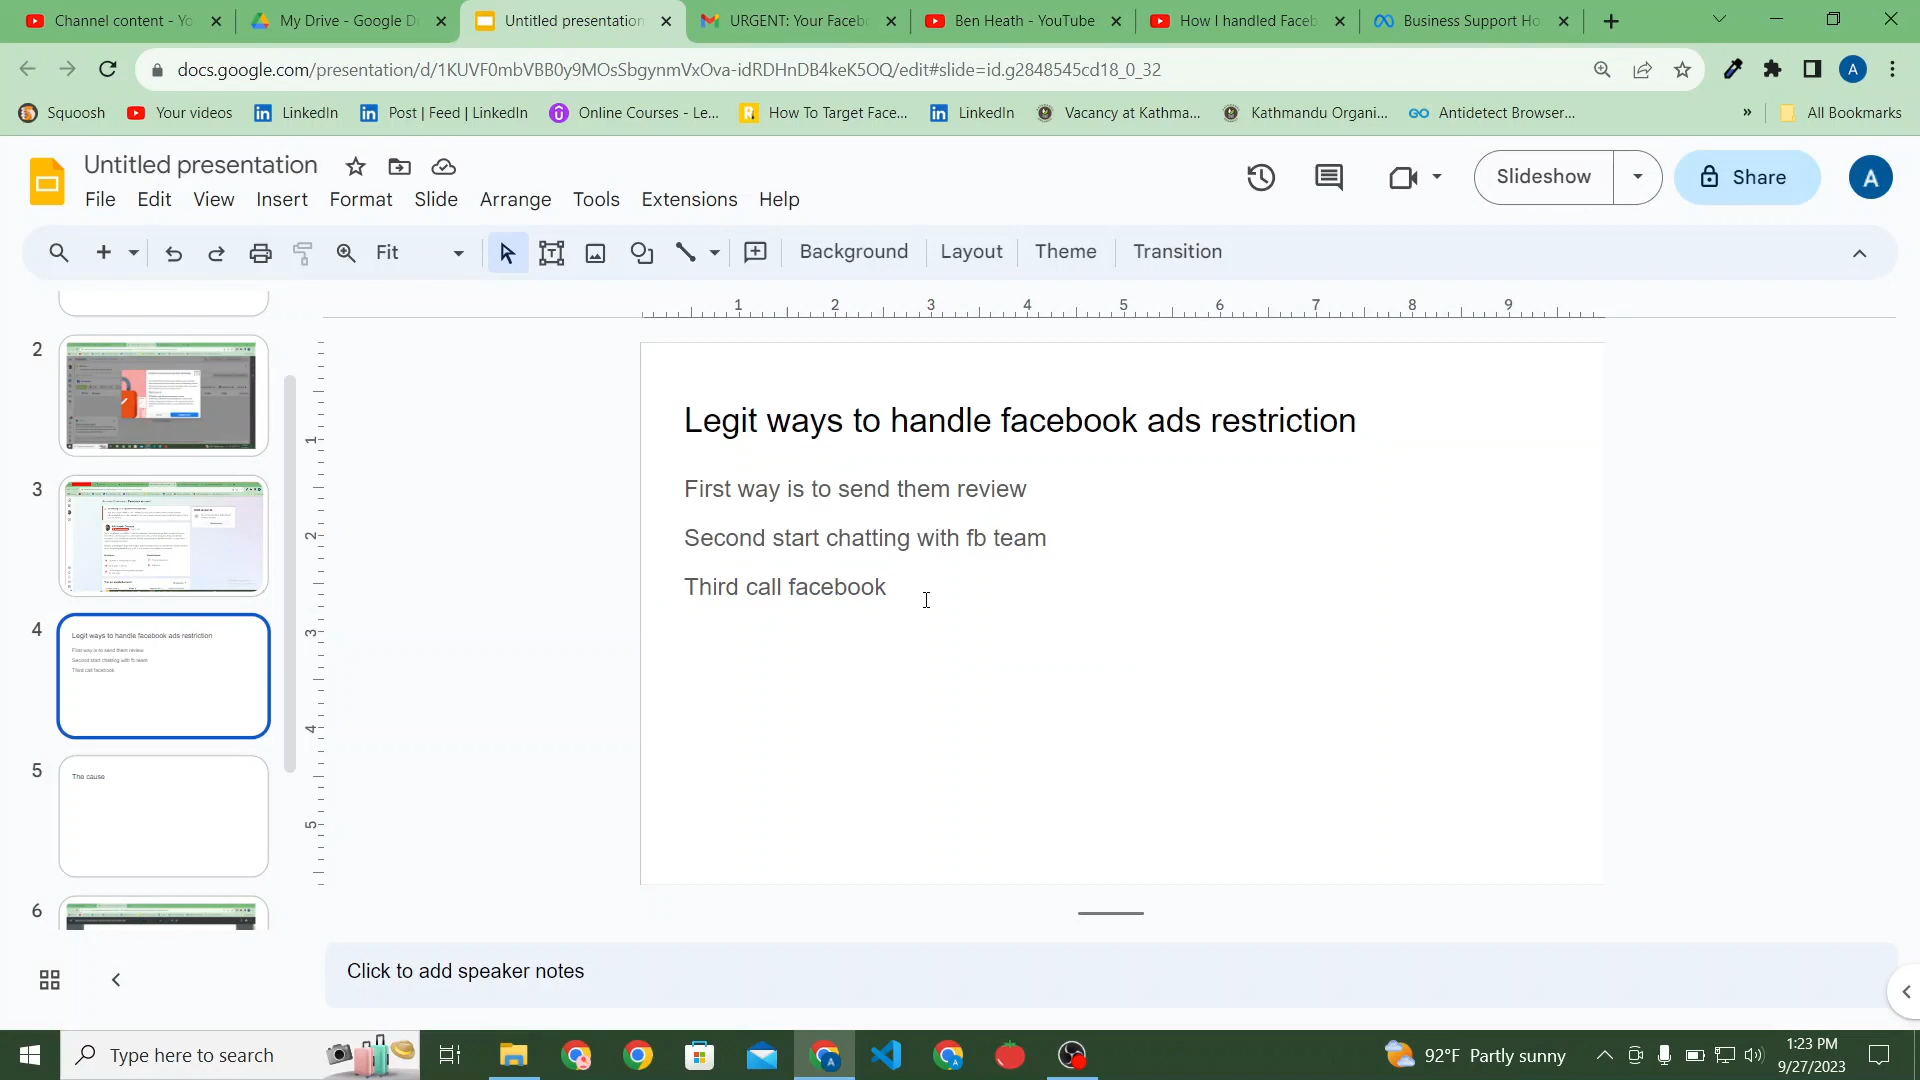 Channel content - Yo
My Drive - Google D
Untitled presentation
URGENT: Your Faceb
Ben Heath - YouTube
How I handled Faceb
Business Support Ho
docs.google.com/presentation/d/1KUVF0mbVBB0y9MOsSbgynmVxOva-idRDHnDB4keK5OQ/edit#slide=id.g2848545cd18_0_32
A
Squoosh
Your videos
LinkedIn
Post | Feed | LinkedIn
Online Courses - Le...
How To Target Face...
LinkedIn
Vacancy at Kathma...
Kathmandu Organi...
Antidetect Browser...
»
All Bookmarks
Untitled presentation
File Edit View Insert Format Slide Arrange Tools Extensions Help
Slideshow
Share
A
Fit
Background
Layout
Theme
Transition
1 2 3 4 5 6 7 8 9
1
2
3
4
5
2
3
4
Legit ways to handle facebook ads restriction
First way is to send them review
Second start chatting with fb team
Third call facebook
5
The cause
6
Legit ways to handle facebook ads restriction
First way is to send them review
Second start chatting with fb team
Third call facebook
Click to add speaker notes
Type here to search
92°F Partly sunny
1:23 PM
9/27/2023